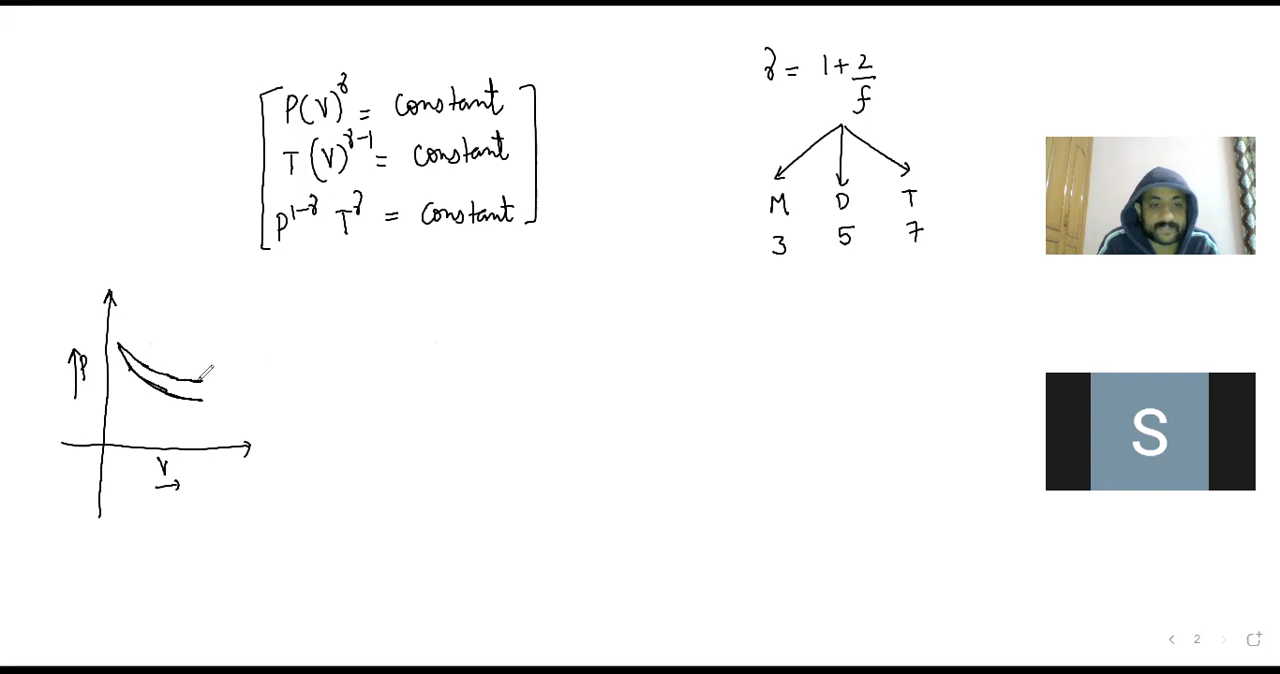 P(V)^γ = constant
T(V)^γ-1 = constant
P^1-γ T^γ = constant
γ = 1 + 2/f
M D T
3 5 7
P
V
S
< 2 >